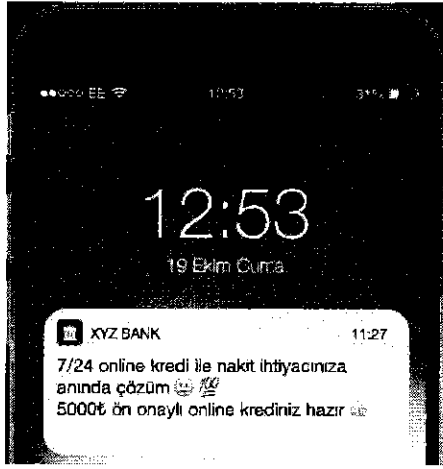 EE
12:53
19 Ekim Cuma
XYZ BANK 11:27
7/24 online kredi ile nakit ihtiyacınıza
anında çözüm 😀 💯
5000₺ ön onaylı online krediniz hazır 👍